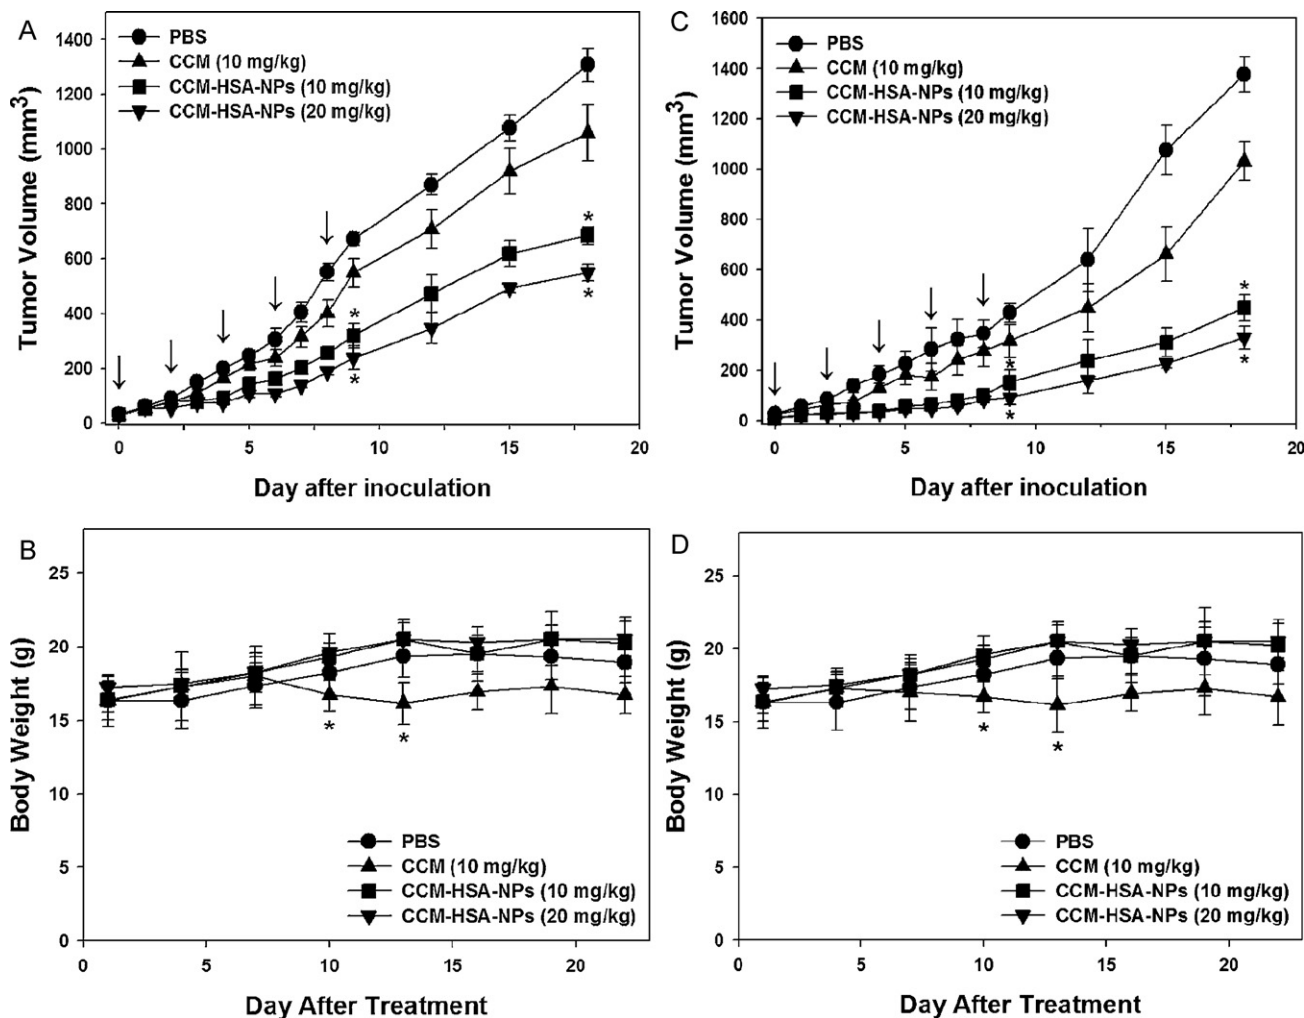 A
Tumor Volume (mm3)
1400
1200
1000
800
600
400
200
0
PBS
CCM (10 mg/kg)
CCM-HSA-NPs (10 mg/kg)
CCM-HSA-NPs (20 mg/kg)
*
*
*
*
0 5 10 15 20
Day after inoculation
C
Tumor Volume (mm3)
1600
1400
1200
1000
800
600
400
200
0
PBS
CCM (10 mg/kg)
CCM-HSA-NPs (10 mg/kg)
CCM-HSA-NPs (20 mg/kg)
*
*
*
*
0 5 10 15 20
Day after inoculation
B
Body Weight (g)
25
20
15
10
5
0
*
*
PBS
CCM (10 mg/kg)
CCM-HSA-NPs (10 mg/kg)
CCM-HSA-NPs (20 mg/kg)
0 5 10 15 20
Day After Treatment
D
Body Weight (g)
25
20
15
10
5
0
*
*
PBS
CCM (10 mg/kg)
CCM-HSA-NPs (10 mg/kg)
CCM-HSA-NPs (20 mg/kg)
0 5 10 15 20
Day After Treatment